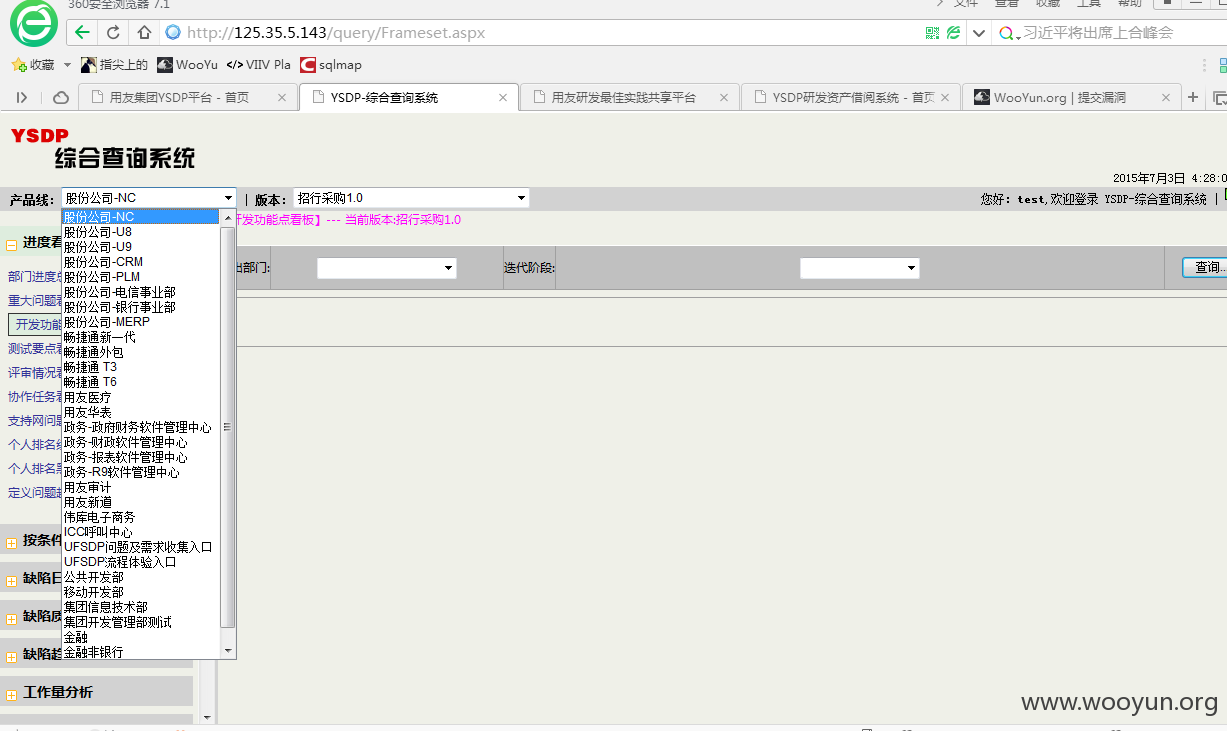 360安全浏览器 7.1
文件 查看 收藏 工具 帮助
http://125.35.5.143/query/Frameset.aspx
习近平将出席上合峰会
收藏 指尖上的 WooYu </> VIIV Pla sqlmap
用友集团YSDP平台 - 首页 YSDP-综合查询系统 用友研发最佳实践共享平台 YSDP研发资产借阅系统 - 首页 WooYun.org | 提交漏洞
YSDP
综合查询系统
2015年7月3日 4:28:0
产品线: 股份公司-NC | 版本: 招行采购1.0 您好: test,欢迎登录 YSDP-综合查询系统 |
开发功能点看板】--- 当前版本:招行采购1.0
出部门: 迭代阶段: 查询...
股份公司-NC
股份公司-U8
股份公司-U9
股份公司-CRM
股份公司-PLM
股份公司-电信事业部
股份公司-银行事业部
股份公司-MERP
畅捷通新一代
畅捷通外包
畅捷通 T3
畅捷通 T6
用友医疗
用友华表
政务-政府财务软件管理中心
政务-财政软件管理中心
政务-报表软件管理中心
政务-R9软件管理中心
用友审计
用友新道
伟库电子商务
ICC呼叫中心
UFSDP问题及需求收集入口
UFSDP流程体验入口
公共开发部
移动开发部
集团信息技术部
集团开发管理部测试
金融
金融非银行
进度看
部门进度总
重大问题看
开发功能
测试要点看
评审情况看
协作任务看
支持网问题
个人排名
个人排名
定义问题
按条件
缺陷日
缺陷质
缺陷趋
工作量分析
www.wooyun.org